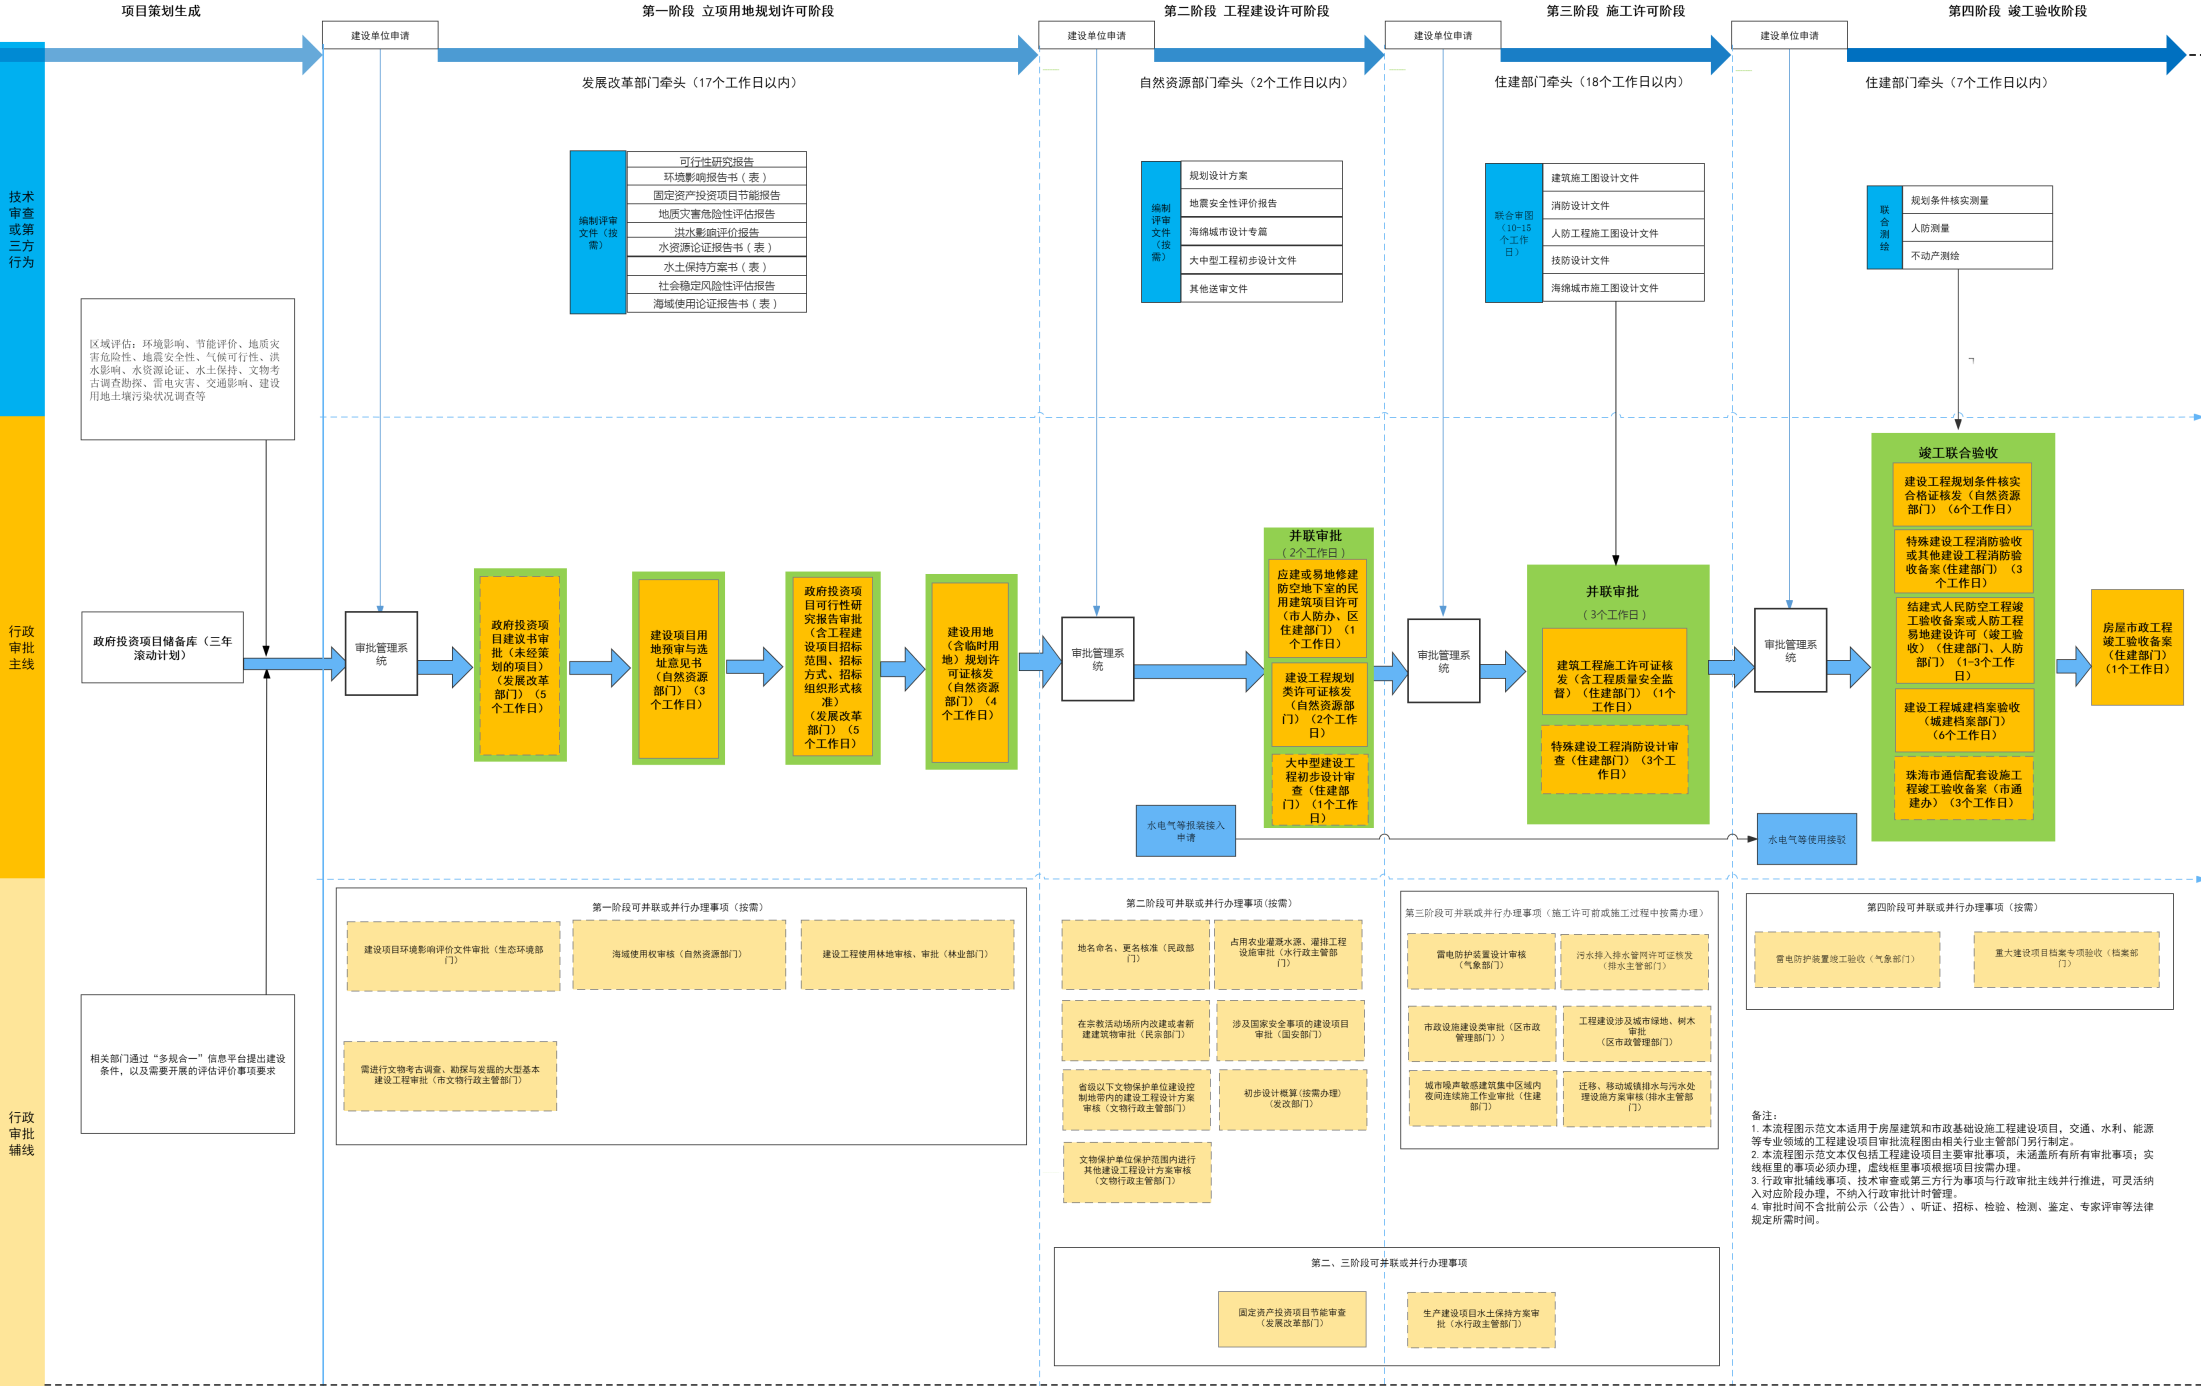 项目策划生成
第一阶段 立项用地规划许可阶段
第二阶段 工程建设许可阶段
第三阶段 施工许可阶段
第四阶段 竣工验收阶段
建设单位申请
建设单位申请
建设单位申请
建设单位申请
发展改革部门牵头（17个工作日以内）
自然资源部门牵头（2个工作日以内）
住建部门牵头（18个工作日以内）
住建部门牵头（7个工作日以内）
技术
审查
或第
三方
行为
编制评审
文件（按
需）
可行性研究报告
环境影响报告书（表）
固定资产投资项目节能报告
地质灾害危险性评估报告
洪水影响评价报告
水资源论证报告书（表）
水土保持方案书（表）
社会稳定风险性评估报告
海域使用论证报告书（表）
编制
评审
文件
（按
需）
规划设计方案
地震安全性评价报告
海绵城市设计专篇
大中型工程初步设计文件
其他送审文件
联合审图
（10-15
个工作
日）
建筑施工图设计文件
消防设计文件
人防工程施工图设计文件
技防设计文件
海绵城市施工图设计文件
联
合
测
绘
规划条件核实测量
人防测量
不动产测绘
区域评估：环境影响、节能评价、地质灾
害危险性、地震安全性、气候可行性、洪
水影响、水资源论证、水土保持、文物考
古调查勘探、雷电灾害、交通影响、建设
用地土壤污染状况调查等
行政
审批
主线
政府投资项目储备库（三年
滚动计划）
审批管理系
统
政府投资项
目建议书审
批（未经策
划的项目）
（发展改革
部门）（5
个工作日）
建设项目用
地预审与选
址意见书
（自然资源
部门）（3
个工作日）
政府投资项
目可行性研
究报告审批
（含工程建
设项目招标
范围、招标
方式、招标
组织形式核
准）
（发展改革
部门）（5
个工作日）
建设用地
（含临时用
地）规划许
可证核发
（自然资源
部门）（4
个工作日）
审批管理系
统
并联审批
（2个工作日）
应建或易地修建
防空地下室的民
用建筑项目许可
（市人防办、区
住建部门）（1
个工作日）
建设工程规划
类许可证核发
（自然资源部
门）（2个工作
日）
大中型建设工
程初步设计审
查（住建部
门）（1个工作
日）
水电气等报装接入
申请
审批管理系
统
并联审批
（3个工作日）
建筑工程施工许可证核
发（含工程质量安全监
督）（住建部门）（1个
工作日）
特殊建设工程消防设计审
查（住建部门）（3个工
作日）
审批管理系
统
水电气等使用接驳
竣工联合验收
建设工程规划条件核实
合格证核发（自然资源
部门）（6个工作日）
特殊建设工程消防验收
或其他建设工程消防验
收备案(住建部门）（3
个工作日）
结建式人民防空工程竣
工验收备案或人防工程
易地建设许可（竣工验
收）（住建部门、人防
部门）（1-3个工作
日）
建设工程城建档案验收
（城建档案部门）
（6个工作日）
珠海市通信配套设施工
程竣工验收备案（市通
建办）（3个工作日）
房屋市政工程
竣工验收备案
（住建部门）
（1个工作日）
行政
审批
辅线
相关部门通过“多规合一”信息平台提出建设
条件，以及需要开展的评估评价事项要求
第一阶段可并联或并行办理事项（按需）
建设项目环境影响评价文件审批（生态环境部
门）
海域使用权审核（自然资源部门）
建设工程使用林地审核、审批（林业部门）
需进行文物考古调查、勘探与发掘的大型基本
建设工程审批（市文物行政主管部门）
第二阶段可并联或并行办理事项(按需）
地名命名、更名核准（民政部
门）
占用农业灌溉水源、灌排工程
设施审批（水行政主管部
门）
在宗教活动场所内改建或者新
建建筑物审批（民宗部门）
涉及国家安全事项的建设项目
审批（国安部门）
省级以下文物保护单位建设控
制地带内的建设工程设计方案
审核（文物行政主管部门）
初步设计概算(按需办理)
（发改部门）
文物保护单位保护范围内进行
其他建设工程设计方案审核
（文物行政主管部门）
第三阶段可并联或并行办理事项（施工许可前或施工过程中按需办理）
雷电防护装置设计审核
（气象部门）
污水排入排水管网许可证核发
（排水主管部门）
市政设施建设类审批（区市政
管理部门））
工程建设涉及城市绿地、树木
审批
（区市政管理部门）
城市噪声敏感建筑集中区域内
夜间连续施工作业审批（住建
部门）
迁移、移动城镇排水与污水处
理设施方案审核(排水主管部
门）
第四阶段可并联或并行办理事项（按需）
雷电防护装置竣工验收（气象部门）
重大建设项目档案专项验收（档案部
门）
第二、三阶段可并联或并行办理事项
固定资产投资项目节能审查
（发展改革部门）
生产建设项目水土保持方案审
批（水行政主管部门）
备注：
1. 本流程图示范文本适用于房屋建筑和市政基础设施工程建设项目，交通、水利、能源
等专业领域的工程建设项目审批流程图由相关行业主管部门另行制定。
2. 本流程图示范文本仅包括工程建设项目主要审批事项，未涵盖所有所有审批事项；实
线框里的事项必须办理，虚线框里事项根据项目按需办理。
3. 行政审批辅线事项、技术审查或第三方行为事项与行政审批主线并行推进，可灵活纳
入对应阶段办理，不纳入行政审批计时管理。
4. 审批时间不含批前公示（公告）、听证、招标、检验、检测、鉴定、专家评审等法律
规定所需时间。